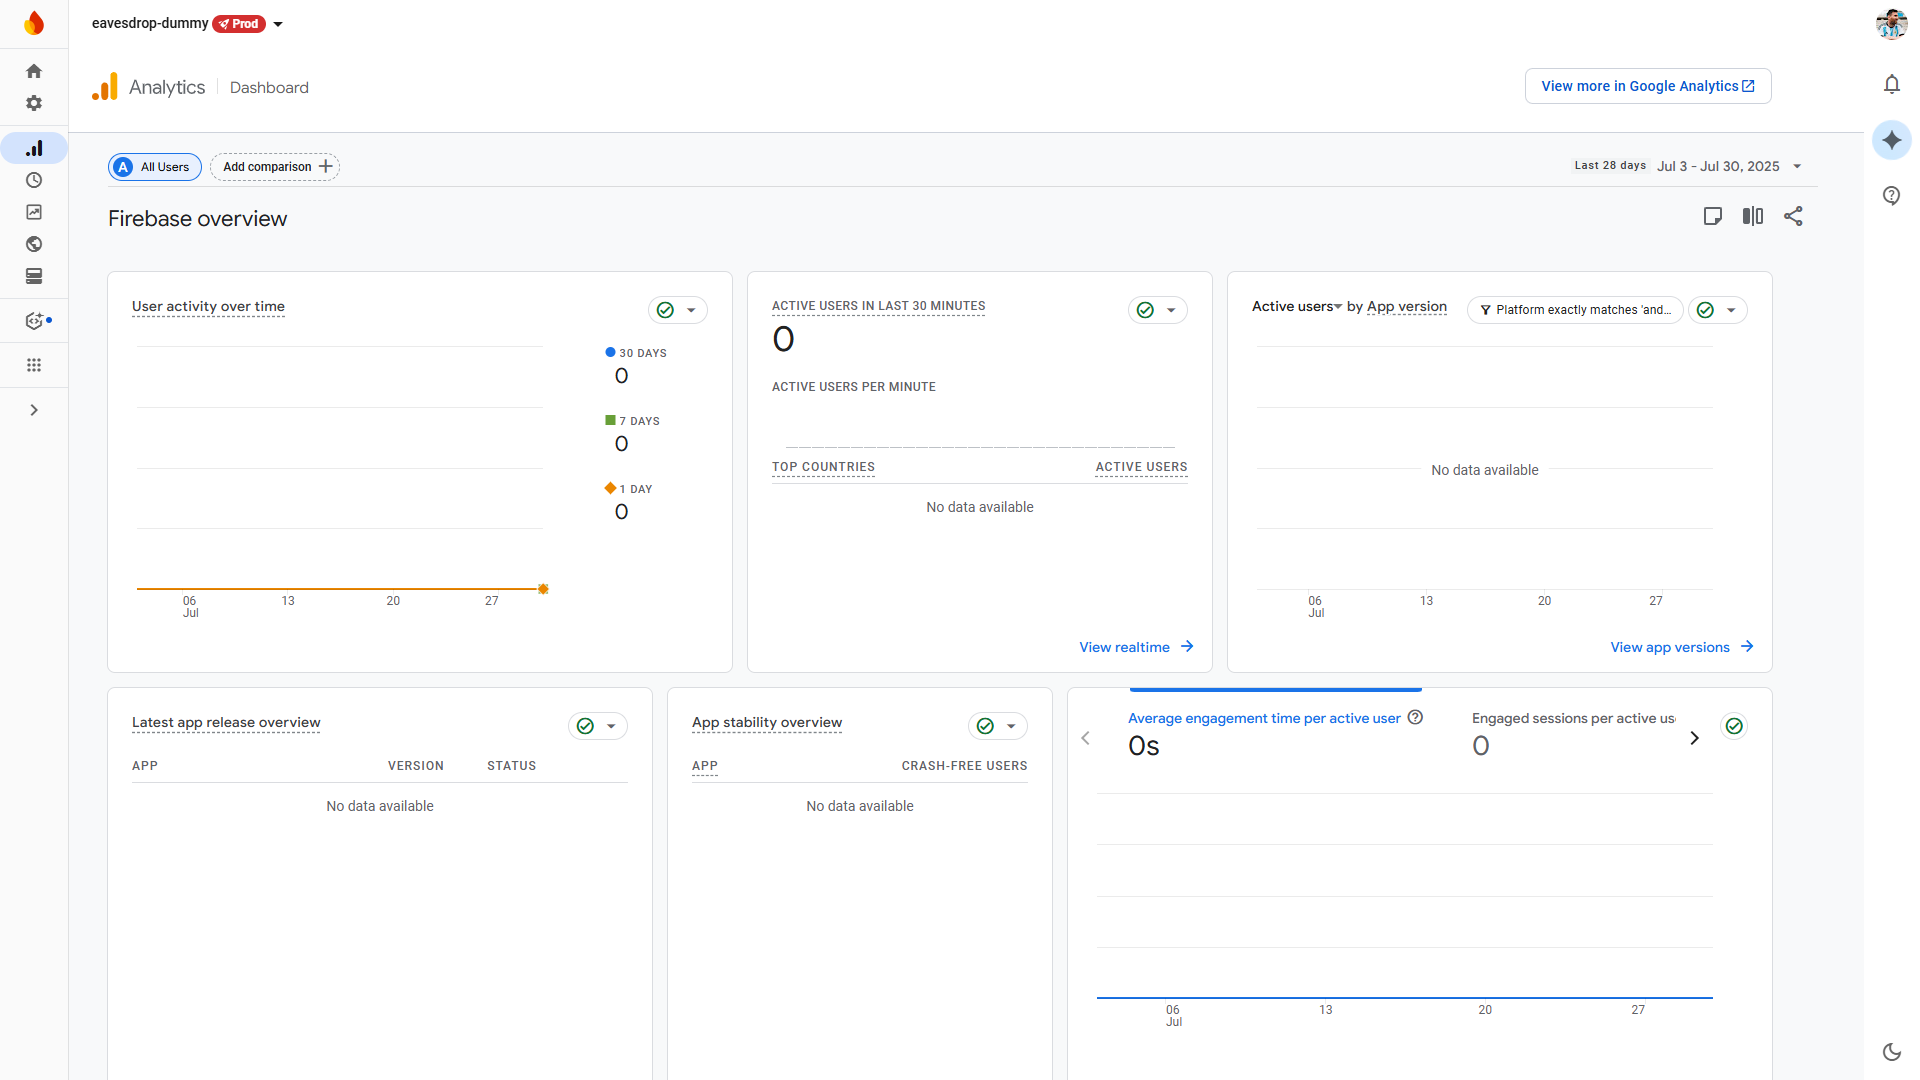 eavesdrop-dummy Prod
Analytics Dashboard
View more in Google Analytics
A All Users
Add comparison
Last 28 days Jul 3 - Jul 30, 2025
Firebase overview
User activity over time
30 DAYS
0
7 DAYS
0
1 DAY
0
06 13 20 27
Jul
ACTIVE USERS IN LAST 30 MINUTES
0
ACTIVE USERS PER MINUTE
TOP COUNTRIES ACTIVE USERS
No data available
View realtime
Active users by App version
Platform exactly matches 'and...
No data available
06 13 20 27
Jul
View app versions
Latest app release overview
APP VERSION STATUS
No data available
App stability overview
APP CRASH-FREE USERS
No data available
Average engagement time per active user
0s
Engaged sessions per active us
0
06 13 20 27
Jul